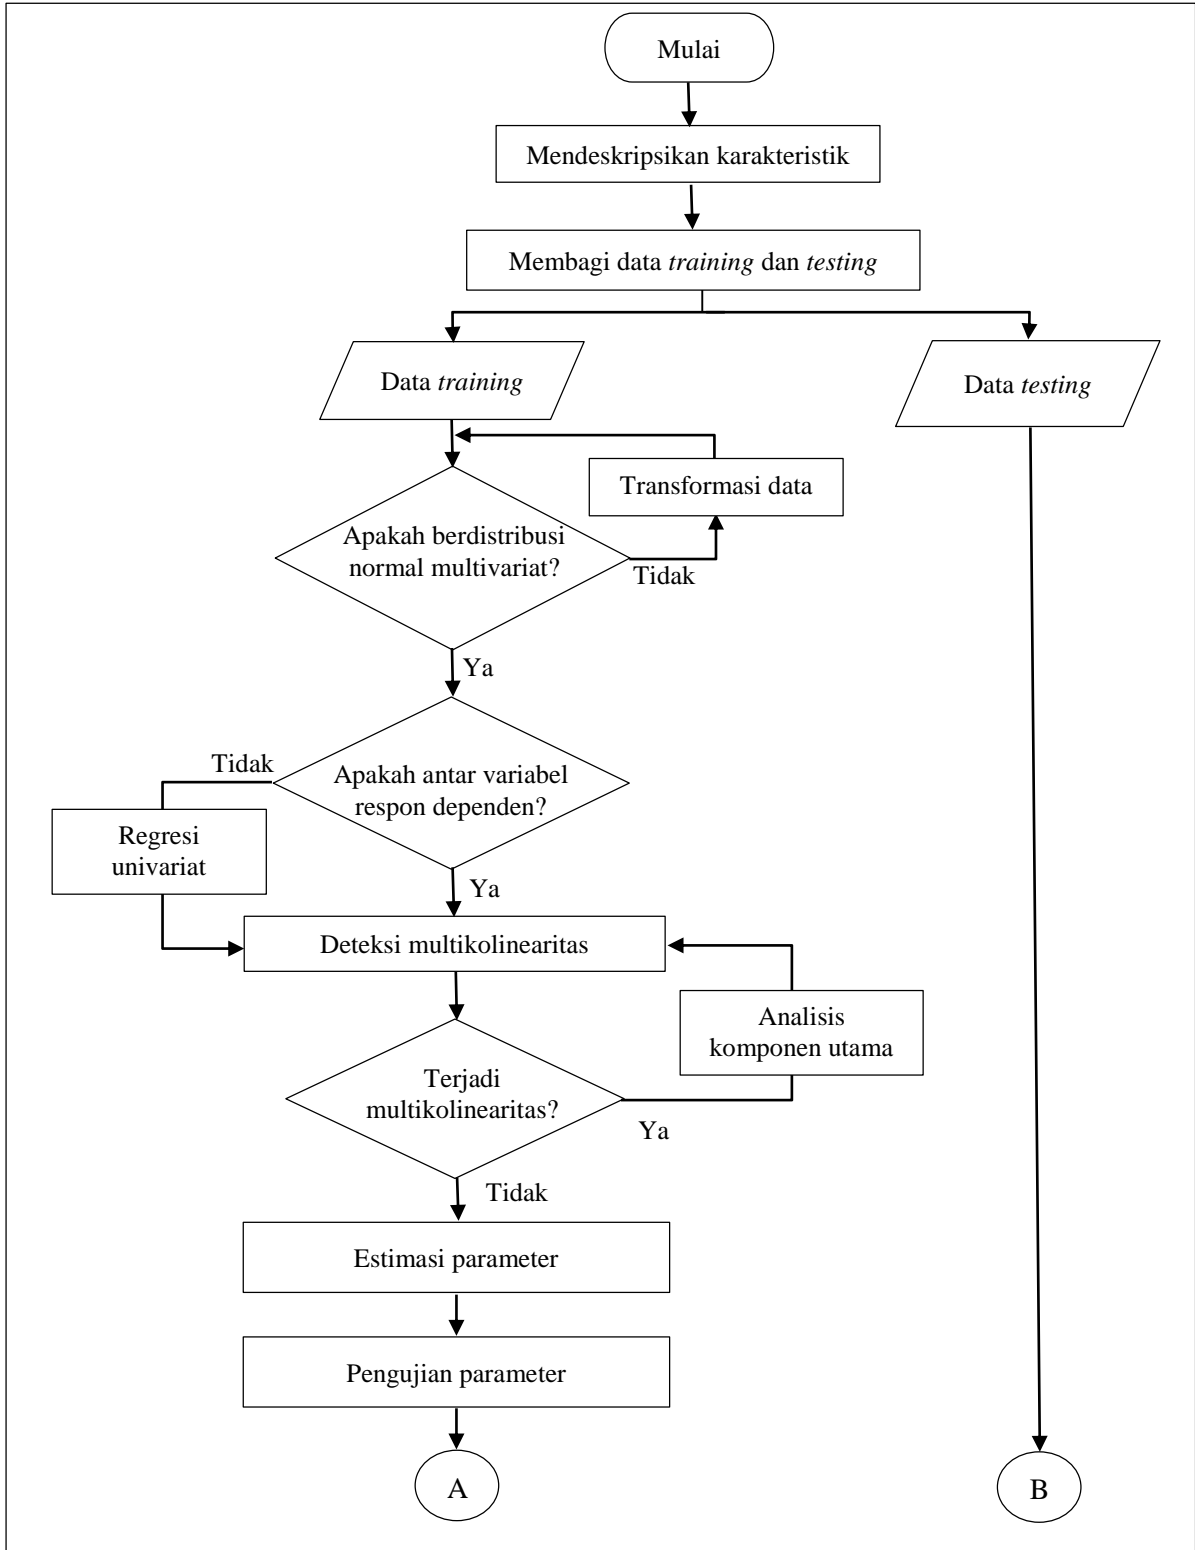 Mulai
Mendeskripsikan karakteristik
Membagi data training dan testing
Data training
Data testing
Transformasi data
Apakah berdistribusi
normal multivariat?
Tidak
Ya
Tidak
Apakah antar variabel
respon dependen?
Regresi
univariat
Ya
Deteksi multikolinearitas
Analisis
komponen utama
Terjadi
multikolinearitas?
Ya
Tidak
Estimasi parameter
Pengujian parameter
A
B